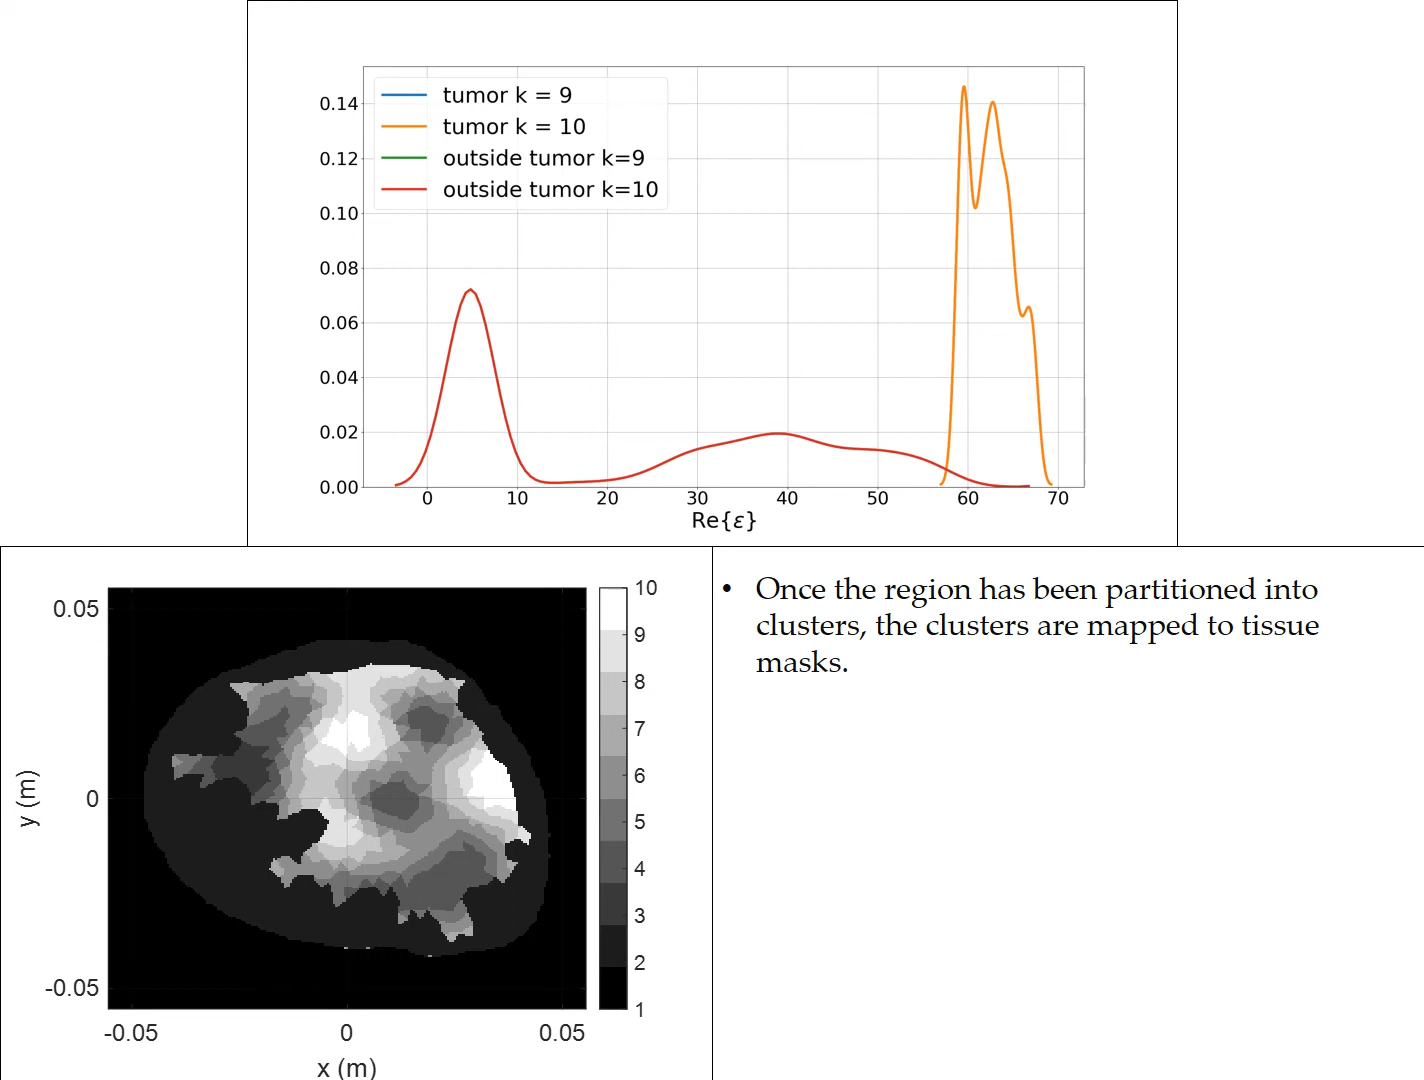 tumor k = 9
tumor k = 10
outside tumor k=9
outside tumor k=10
0.14
0.12
0.10
0.08
0.06
0.04
0.02
0.00
0 10 20 30 40 50 60 70
Re{ε}
0.05
0
-0.05
y (m)
-0.05 0 0.05
x (m)
10
9
8
7
6
5
4
3
2
1
• Once the region has been partitioned into
clusters, the clusters are mapped to tissue
masks.